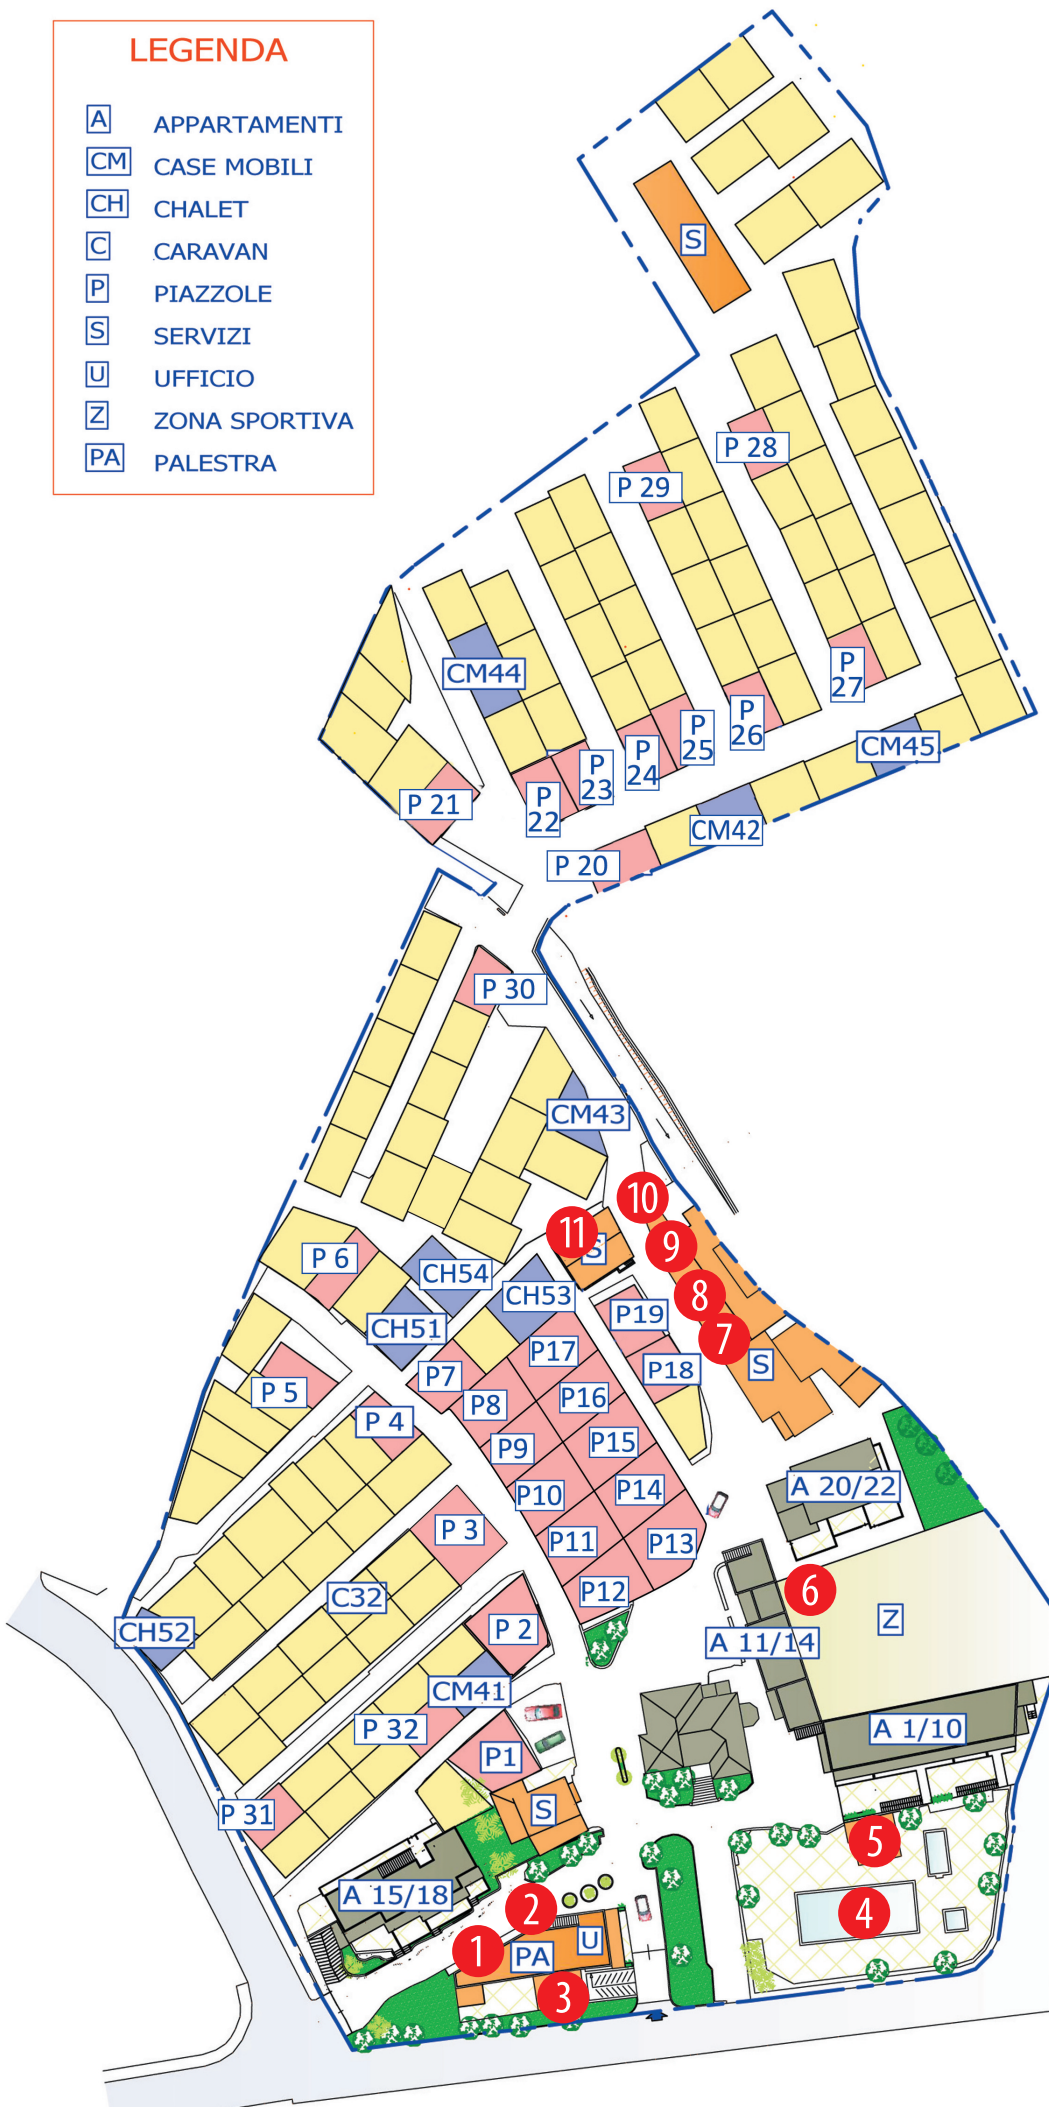 LEGENDA
A APPARTAMENTI
CM CASE MOBILI
CH CHALET
C CARAVAN
P PIAZZOLE
S SERVIZI
U UFFICIO
Z ZONA SPORTIVA
PA PALESTRA
S
P 28
P 29
CM44
P
27
P
26
P
25
CM45
P
24
P
23
P 21
P
22
CM42
P 20
P 30
CM43
10
11
S
9
P 6
CH54
CH53
8
P19
CH51
7
P17
S
P18
P7
P 5
P16
P8
P 4
P15
P9
A 20/22
P14
P10
P 3
P11
P13
6
P12
C32
Z
P 2
CH52
A 11/14
CM41
P 32
A 1/10
P1
S
P 31
5
A 15/18
2
4
U
1
PA
3